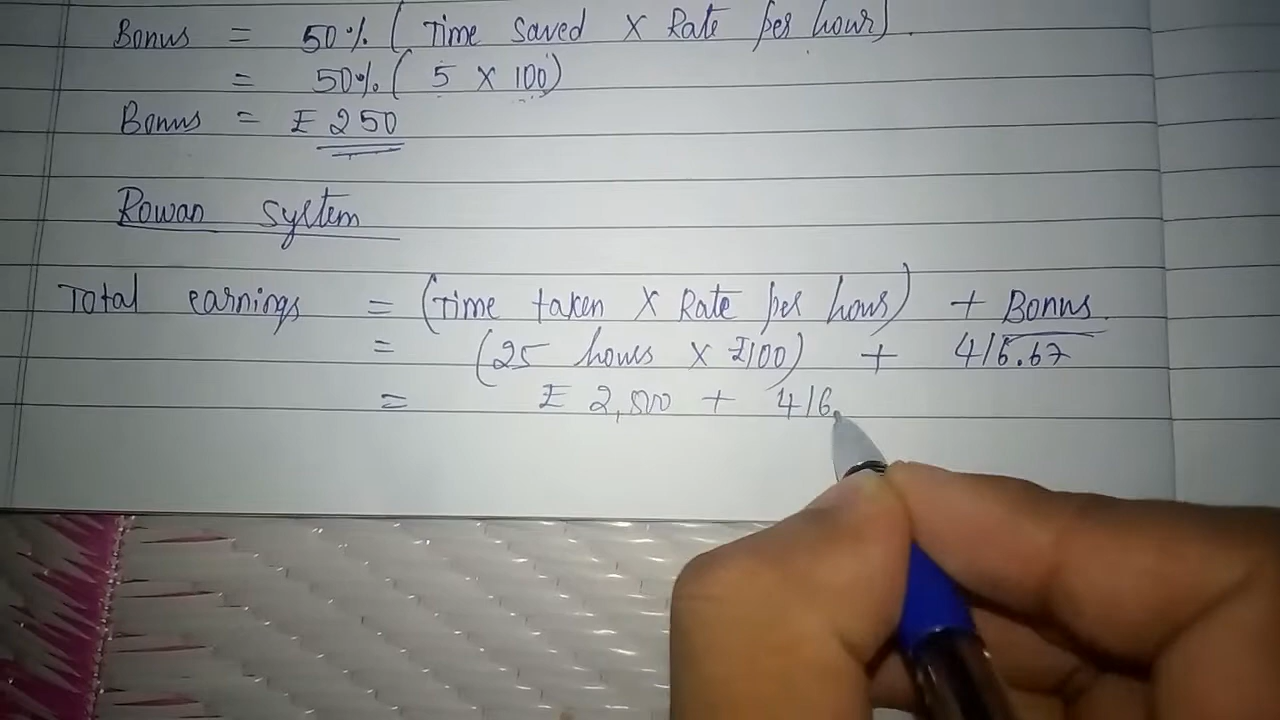 Bonus = 50% ( Time Saved X Rate per hour) .
= 50% ( 5 X 100)
Bonus = ₹ 250
Rowan system
Total earnings = (Time taken X Rate per hour) + Bonus.
= (25 hours X ₹100) + 416.67
= ₹ 2,500 + 416.